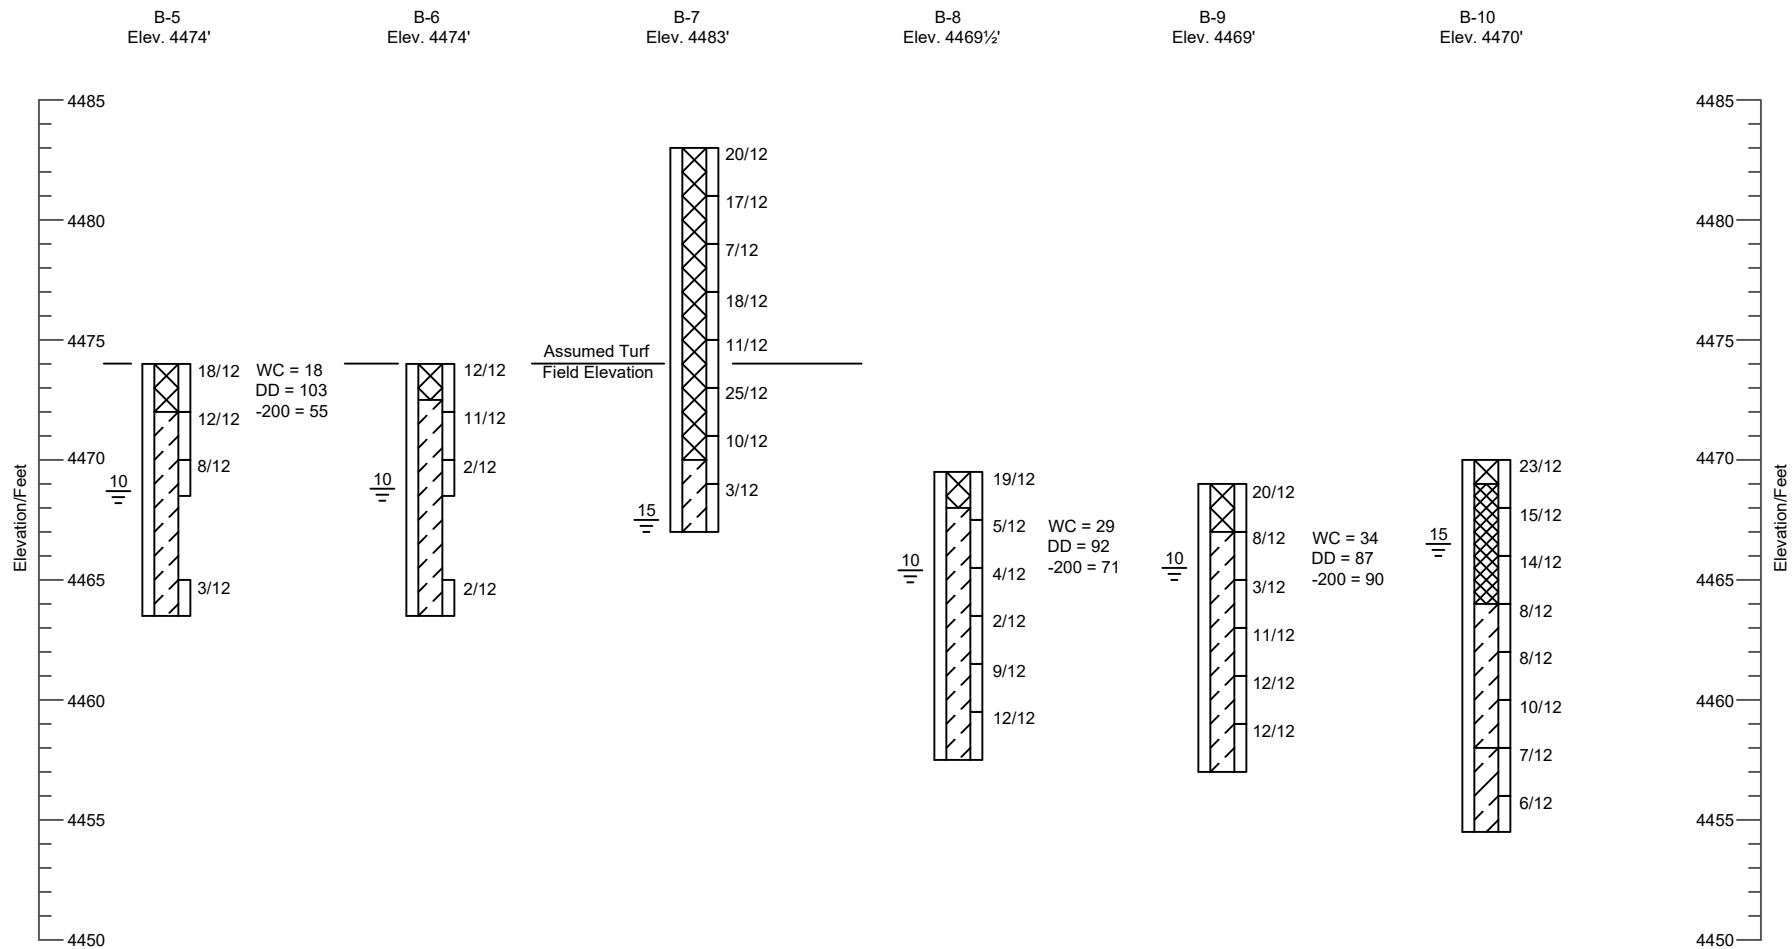 B-5
Elev. 4474'
B-6
Elev. 4474'
B-7
Elev. 4483'
B-8
Elev. 4469½'
B-9
Elev. 4469'
B-10
Elev. 4470'
Elevation/Feet
4485
4480
4475
4470
4465
4460
4455
4450
18/12
12/12
8/12
3/12
WC = 18
DD = 103
-200 = 55
10
12/12
11/12
2/12
2/12
10
Assumed Turf
Field Elevation
20/12
17/12
7/12
18/12
11/12
25/12
10/12
3/12
15
19/12
5/12
4/12
2/12
9/12
12/12
WC = 29
DD = 92
-200 = 71
10
20/12
8/12
3/12
11/12
12/12
12/12
WC = 34
DD = 87
-200 = 90
10
23/12
15/12
14/12
8/12
8/12
10/12
7/12
6/12
15
4485
4480
4475
4470
4465
4460
4455
4450
Elevation/Feet